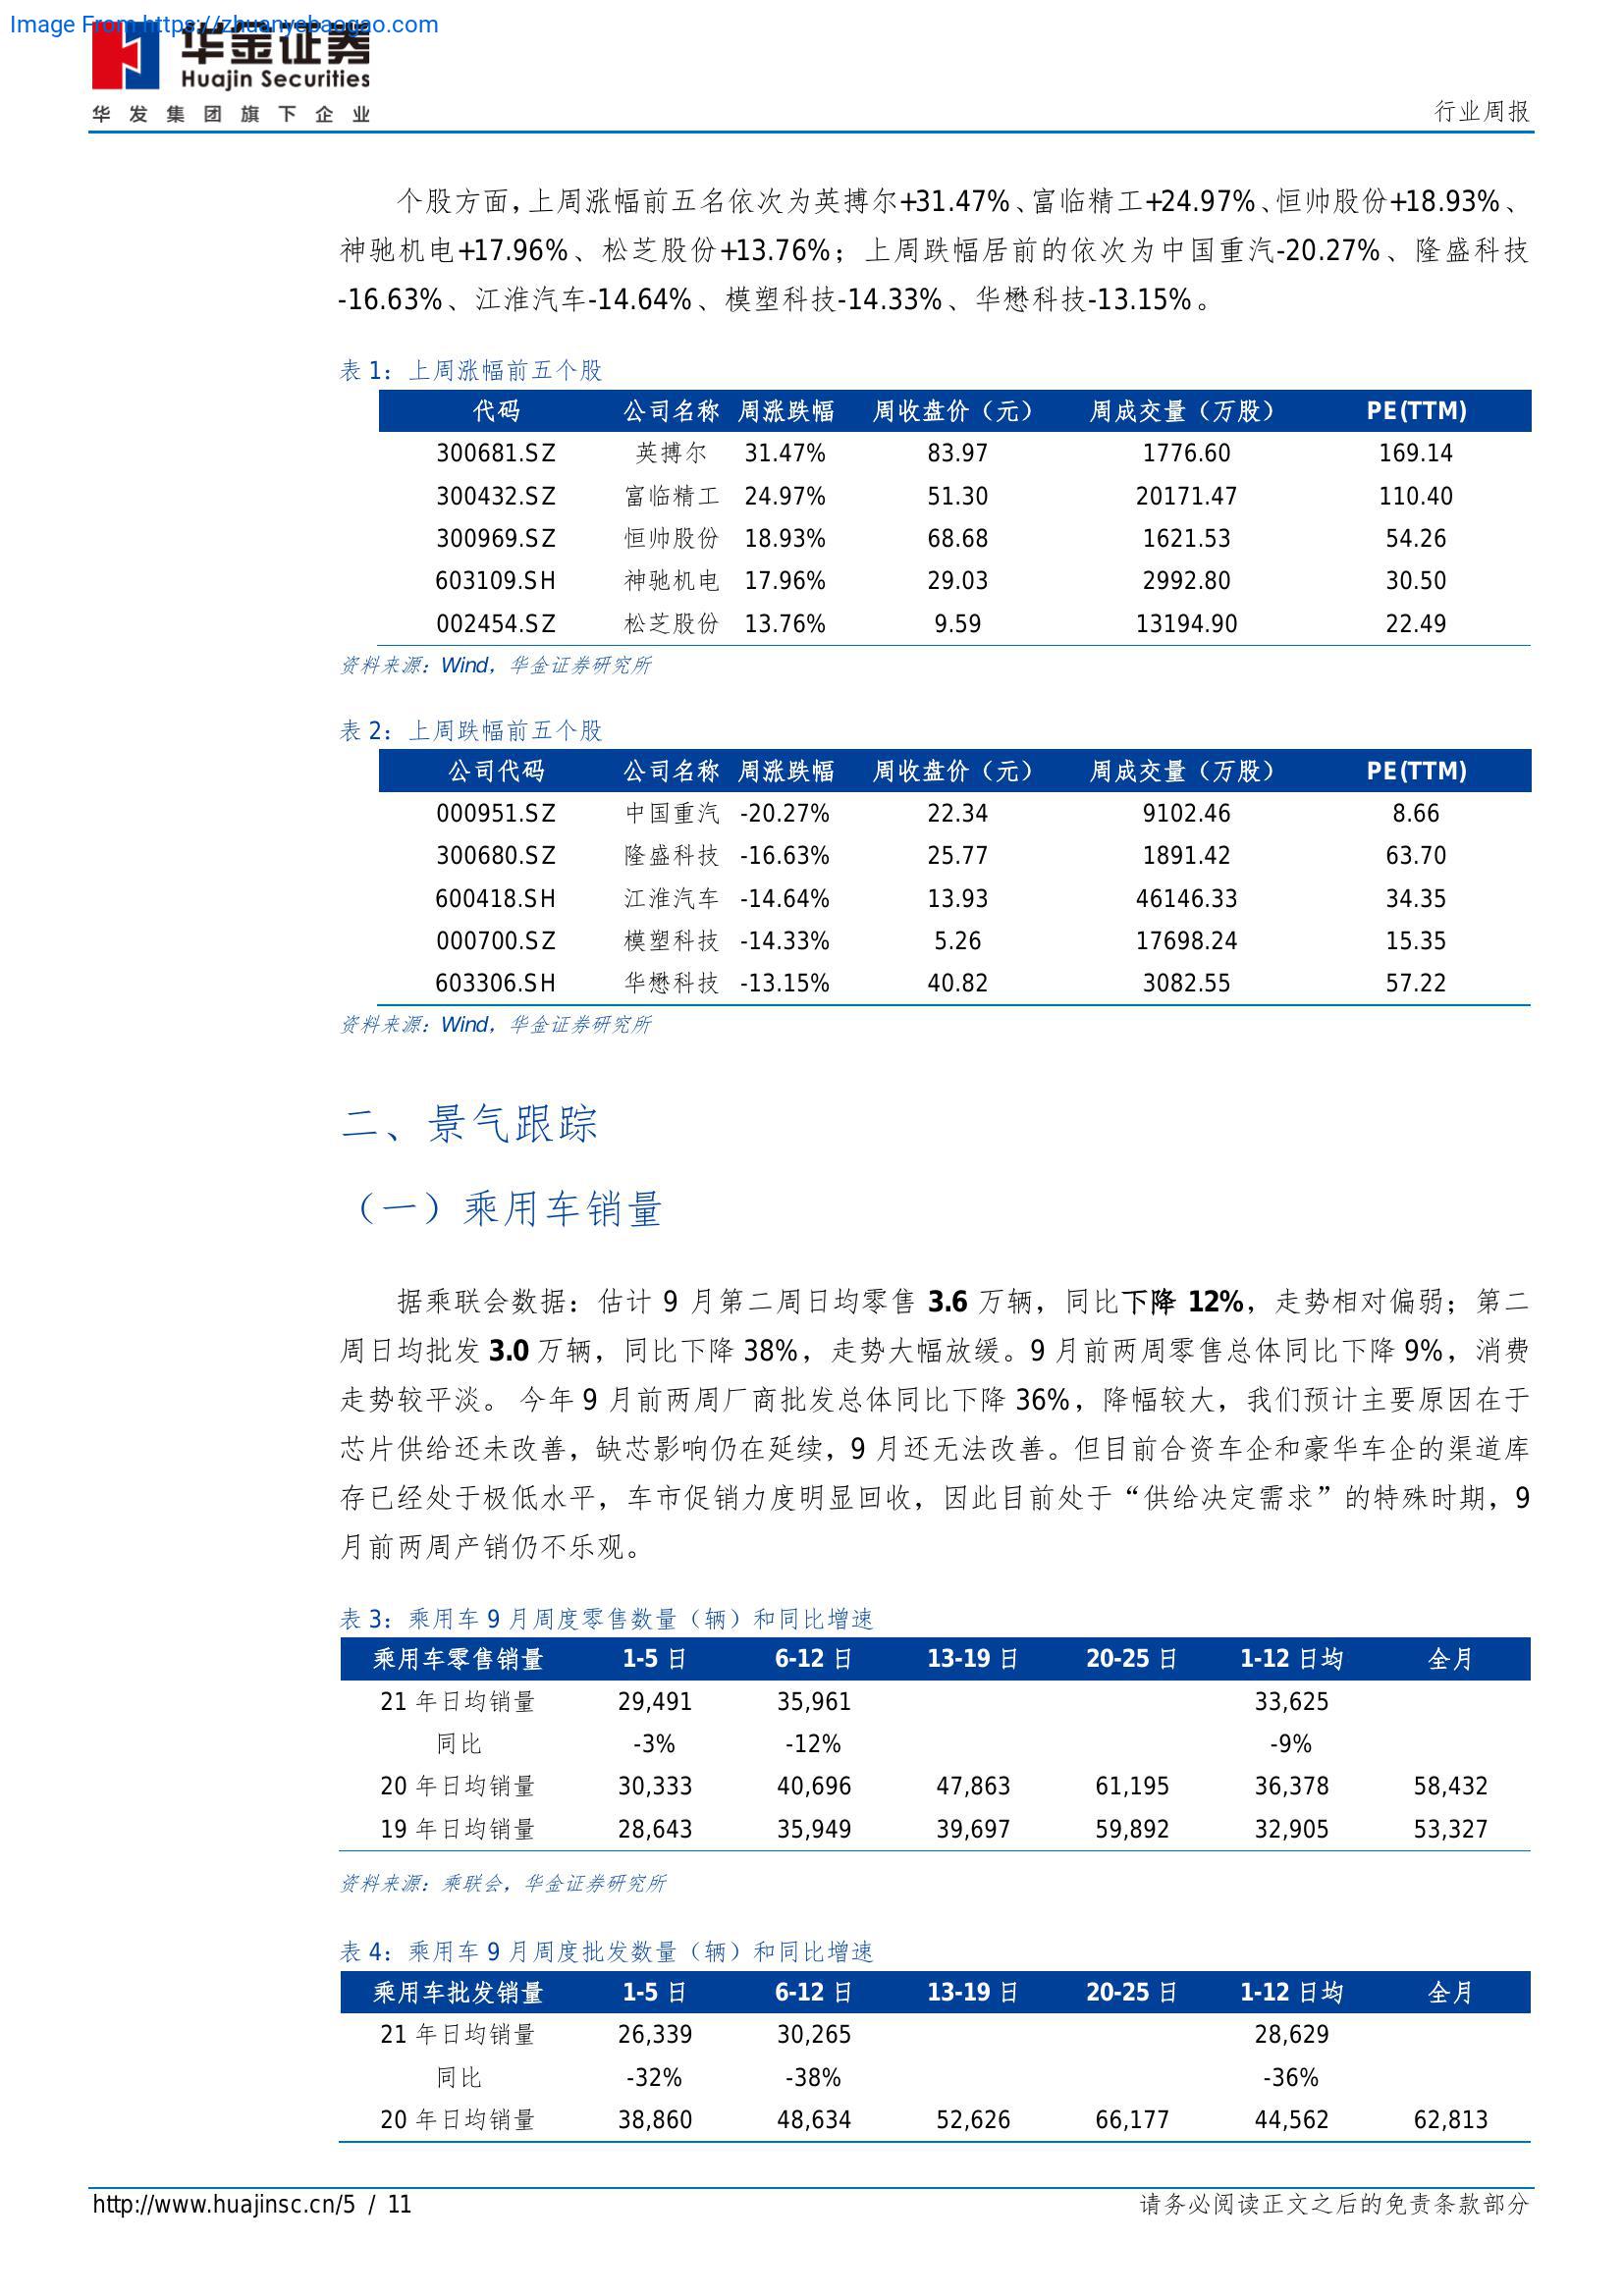 Image From https://zhuanyebaogao.com
华金证券
Huajin Securities
华发集团旗下企业
行业周报
个股方面，上周涨幅前五名依次为英搏尔+31.47%、富临精工+24.97%、恒帅股份+18.93%、
神驰机电+17.96%、松芝股份+13.76%；上周跌幅居前的依次为中国重汽-20.27%、隆盛科技
-16.63%、江淮汽车-14.64%、模塑科技-14.33%、华懋科技-13.15%。
表 1：上周涨幅前五个股
代码 公司名称 周涨跌幅 周收盘价（元） 周成交量（万股） PE(TTM)
300681.SZ 英搏尔 31.47% 83.97 1776.60 169.14
300432.SZ 富临精工 24.97% 51.30 20171.47 110.40
300969.SZ 恒帅股份 18.93% 68.68 1621.53 54.26
603109.SH 神驰机电 17.96% 29.03 2992.80 30.50
002454.SZ 松芝股份 13.76% 9.59 13194.90 22.49
资料来源：Wind，华金证券研究所
表 2：上周跌幅前五个股
公司代码 公司名称 周涨跌幅 周收盘价（元） 周成交量（万股） PE(TTM)
000951.SZ 中国重汽 -20.27% 22.34 9102.46 8.66
300680.SZ 隆盛科技 -16.63% 25.77 1891.42 63.70
600418.SH 江淮汽车 -14.64% 13.93 46146.33 34.35
000700.SZ 模塑科技 -14.33% 5.26 17698.24 15.35
603306.SH 华懋科技 -13.15% 40.82 3082.55 57.22
资料来源：Wind，华金证券研究所
二、景气跟踪
（一）乘用车销量
据乘联会数据：估计 9 月第二周日均零售 3.6 万辆，同比下降 12%，走势相对偏弱；第二
周日均批发 3.0 万辆，同比下降 38%，走势大幅放缓。9 月前两周零售总体同比下降 9%，消费
走势较平淡。 今年 9 月前两周厂商批发总体同比下降 36%，降幅较大，我们预计主要原因在于
芯片供给还未改善，缺芯影响仍在延续，9 月还无法改善。但目前合资车企和豪华车企的渠道库
存已经处于极低水平，车市促销力度明显回收，因此目前处于“供给决定需求”的特殊时期，9
月前两周产销仍不乐观。
表 3：乘用车 9 月周度零售数量（辆）和同比增速
乘用车零售销量 1-5 日 6-12 日 13-19 日 20-25 日 1-12 日均 全月
21 年日均销量 29,491 35,961 33,625
同比 -3% -12% -9%
20 年日均销量 30,333 40,696 47,863 61,195 36,378 58,432
19 年日均销量 28,643 35,949 39,697 59,892 32,905 53,327
资料来源：乘联会，华金证券研究所
表 4：乘用车 9 月周度批发数量（辆）和同比增速
乘用车批发销量 1-5 日 6-12 日 13-19 日 20-25 日 1-12 日均 全月
21 年日均销量 26,339 30,265 28,629
同比 -32% -38% -36%
20 年日均销量 38,860 48,634 52,626 66,177 44,562 62,813
http://www.huajinsc.cn/5 / 11
请务必阅读正文之后的免责条款部分